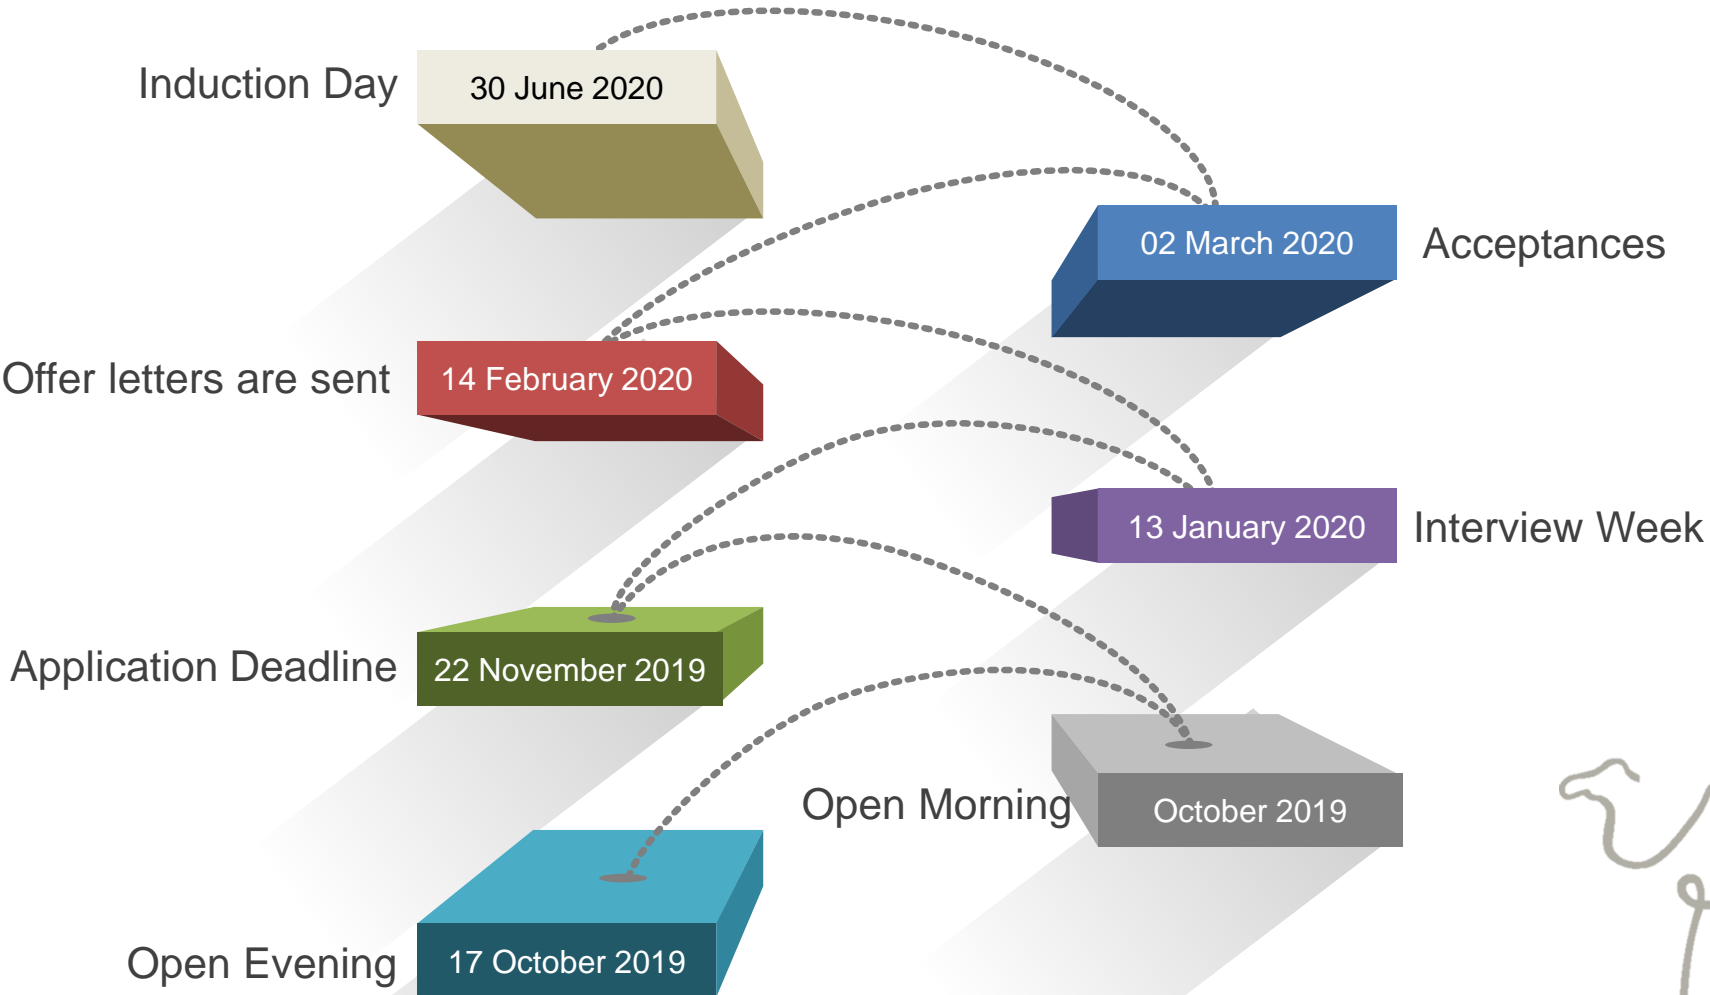 Induction Day
30 June 2020
02 March 2020
Acceptances
Offer letters are sent
14 February 2020
13 January 2020
Interview Week
Application Deadline
22 November 2019
Open Morning
October 2019
Open Evening
17 October 2019